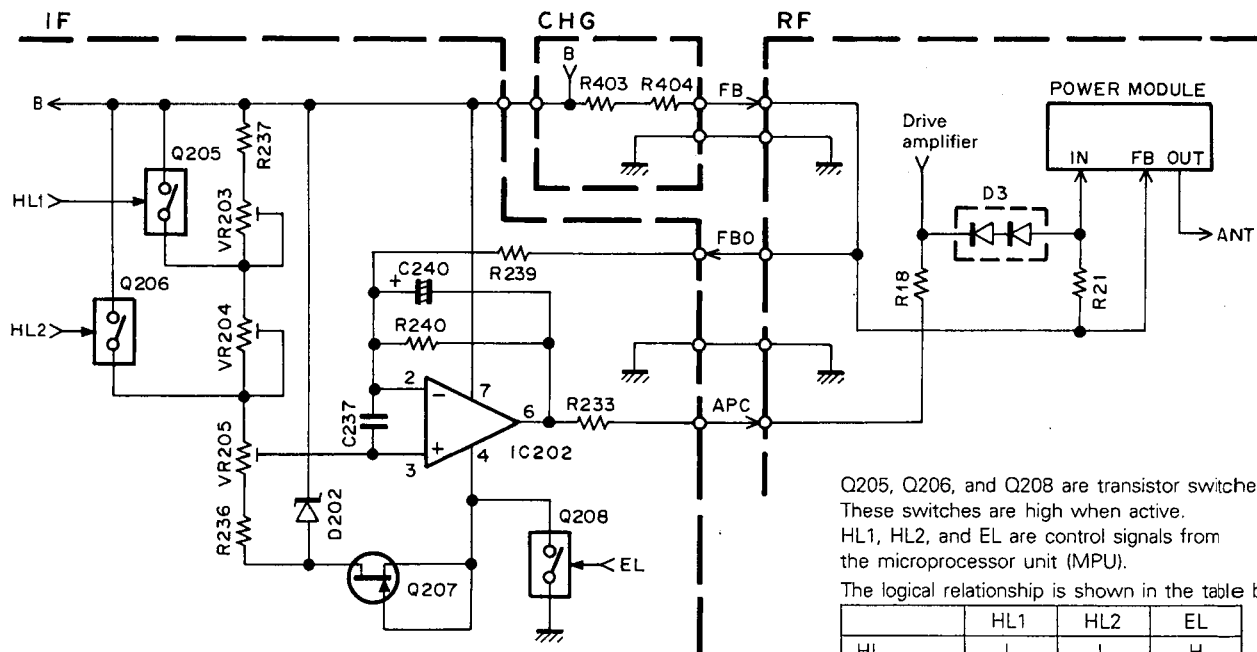 IF
CHG
RF
B
B
R403
R404
FB
POWER MODULE
IN
FB
OUT
ANT
Drive
amplifier
D3
R18
R21
Q205
R237
HL1
VR203
Q206
HL2
VR204
FBO
R239
+
C240
R240
2
−
7
C237
6
R233
APC
+
3
4
IC202
VR205
R236
D202
Q207
Q208
EL
Q205, Q206, and Q208 are transistor switche
These switches are high when active.
HL1, HL2, and EL are control signals from
the microprocessor unit (MPU).
The logical relationship is shown in the table b
HL1 HL2 EL